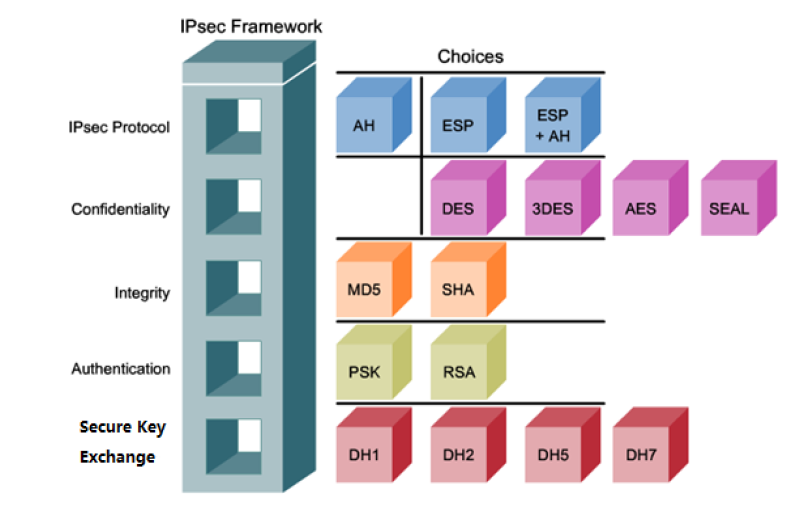 IPsec Framework
Choices
IPsec Protocol
AH
ESP
ESP
+ AH
Confidentiality
DES
3DES
AES
SEAL
Integrity
MD5
SHA
Authentication
PSK
RSA
Secure Key
Exchange
DH1
DH2
DH5
DH7